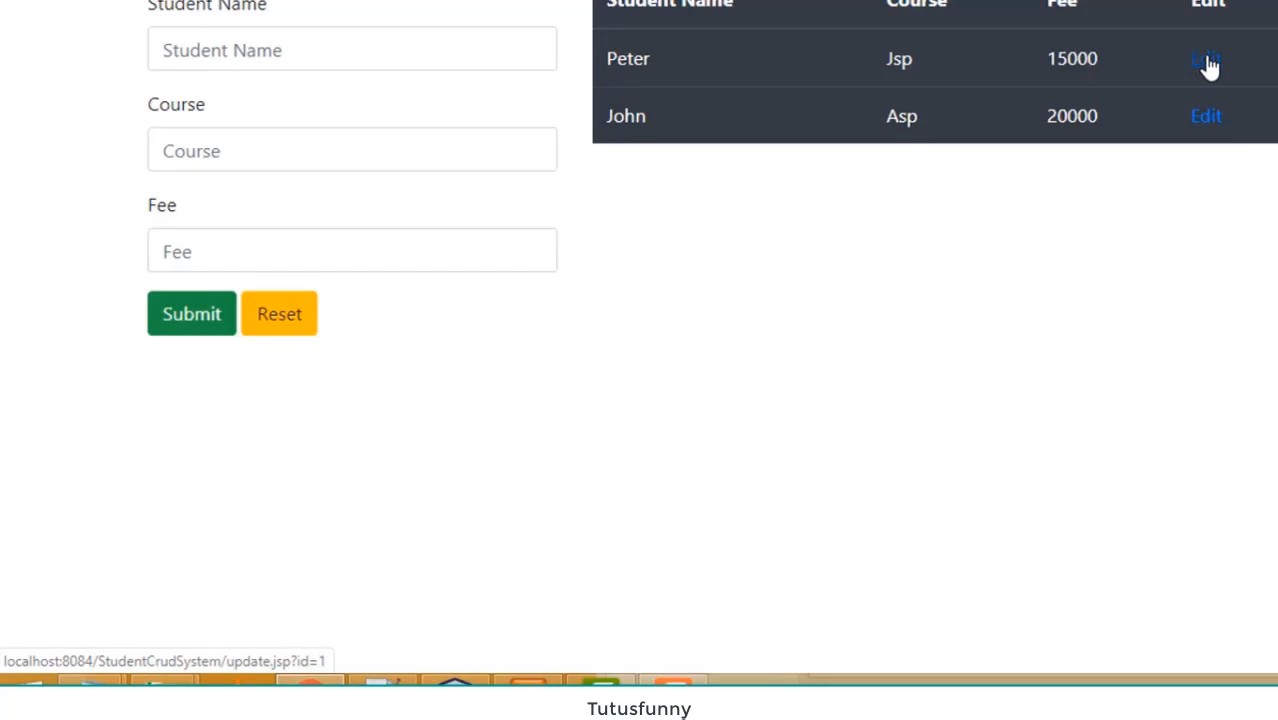 Student Name
Student Name
Course
Course
Fee
Fee
Submit Reset
Student Name Course Fee Edit
Peter Jsp 15000 Edit
John Asp 20000 Edit
localhost:8084/StudentCrudSystem/update.jsp?id=1
Tutusfunny